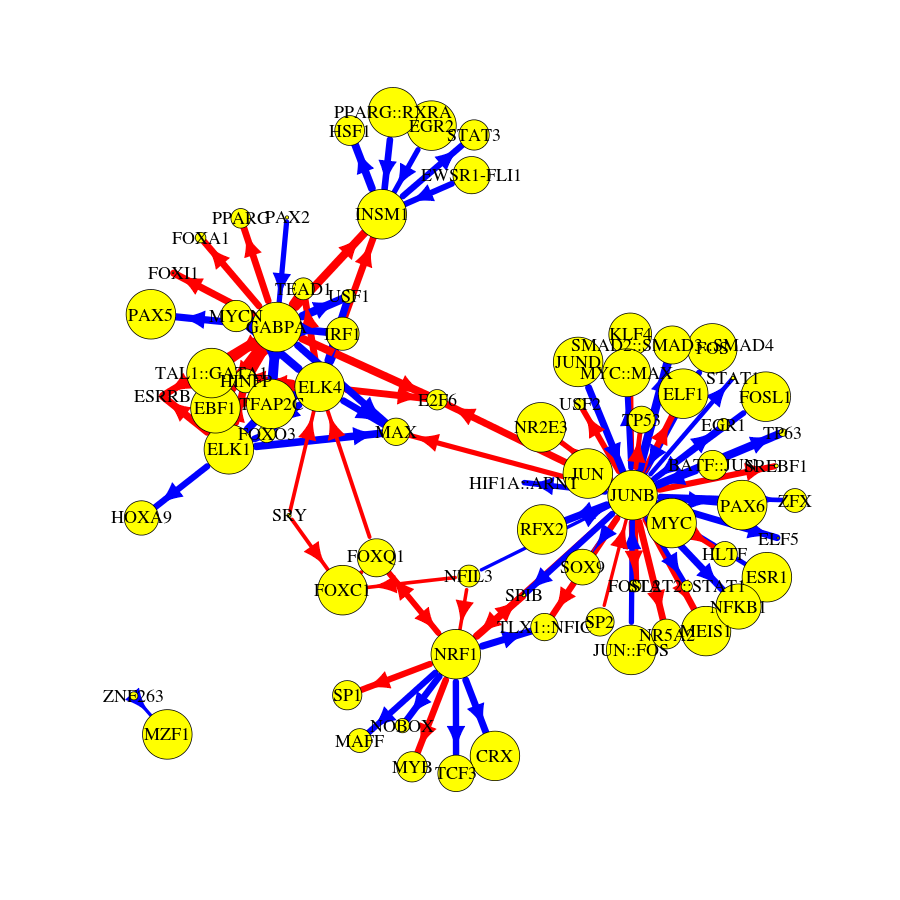 PPARG::RXRA
EGR2
HSF1
STAT3
EWSR1-FLI1
INSM1
PPARG
PAX2
FOXA1
FOXI1
TEAD1
USF1
PAX5
MYCN
GABPA
IRF1
KLF4
SMAD2::SMAD3::SMAD4
FOS
JUND
MYC::MAX
TAL1::GATA1
HINFP
ELK4
STAT1
ESRRB
EBF1
TFAP2C
E2F6
USF2
ELF1
FOSL1
TP53
EGR1
FOXO3
MAX
NR2E3
TP63
ELK1
BATF::JUN
SREBF1
JUN
HIF1A::ARNT
JUNB
PAX6
ZFX
HOXA9
SRY
RFX2
MYC
ELF5
FOXQ1
HLTF
SOX9
NFIL3
ESR1
FOXC1
SPIB
FOSL2
STAT2::STAT1
NFKB1
TLX1::NFIC
SP2
NR5A2
MEIS1
JUN::FOS
NRF1
ZNF263
SP1
MZF1
NOBOX
MAFF
CRX
MYB
TCF3